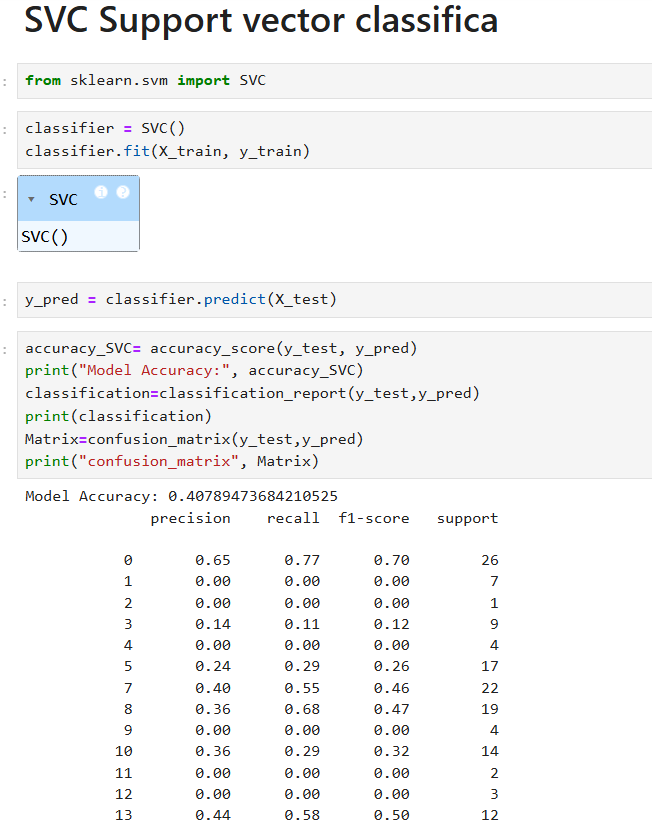 SVC Support vector classifica
: from sklearn.svm import SVC
: classifier = SVC()
classifier.fit(X_train, y_train)
: ▾ SVC i ?
SVC()
: y_pred = classifier.predict(X_test)
: accuracy_SVC= accuracy_score(y_test, y_pred)
print("Model Accuracy:", accuracy_SVC)
classification=classification_report(y_test,y_pred)
print(classification)
Matrix=confusion_matrix(y_test,y_pred)
print("confusion_matrix", Matrix)
Model Accuracy: 0.40789473684210525
precision recall f1-score support
0 0.65 0.77 0.70 26
1 0.00 0.00 0.00 7
2 0.00 0.00 0.00 1
3 0.14 0.11 0.12 9
4 0.00 0.00 0.00 4
5 0.24 0.29 0.26 17
7 0.40 0.55 0.46 22
8 0.36 0.68 0.47 19
9 0.00 0.00 0.00 4
10 0.36 0.29 0.32 14
11 0.00 0.00 0.00 2
12 0.00 0.00 0.00 3
13 0.44 0.58 0.50 12